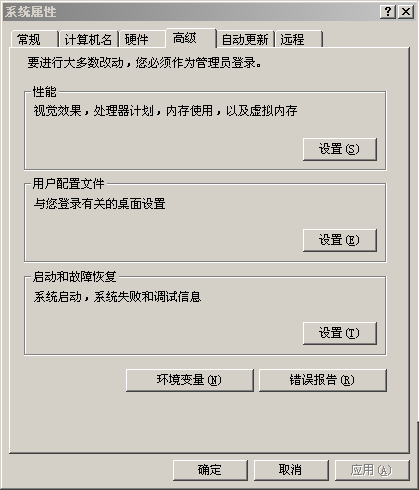 系统属性
常规 计算机名 硬件 高级 自动更新 远程
要进行大多数改动，您必须作为管理员登录。
性能
视觉效果，处理器计划，内存使用，以及虚拟内存
设置(S)
用户配置文件
与您登录有关的桌面设置
设置(E)
启动和故障恢复
系统启动，系统失败和调试信息
设置(T)
环境变量(N) 错误报告(R)
确定 取消 应用(A)